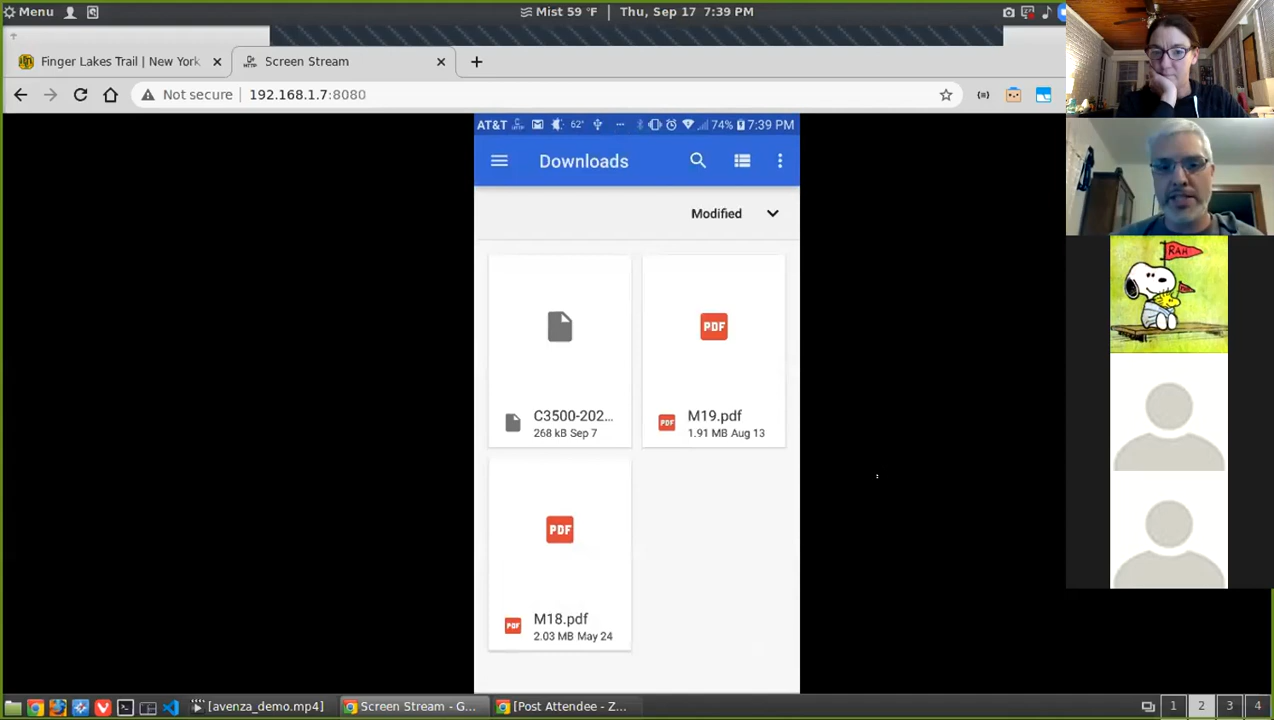 Menu
Mist 59 °F
Thu, Sep 17 7:39 PM
Finger Lakes Trail | New York
Screen Stream
Not secure
192.168.1.7:8080
AT&T
62°
74%
7:39 PM
Downloads
Modified
PDF
C3500-202...
268 kB Sep 7
PDF
M19.pdf
1.91 MB Aug 13
PDF
PDF
M18.pdf
2.03 MB May 24
RAH
[avenza_demo.mp4]
Screen Stream - G...
[Post Attendee - Z...
1
2
3
4